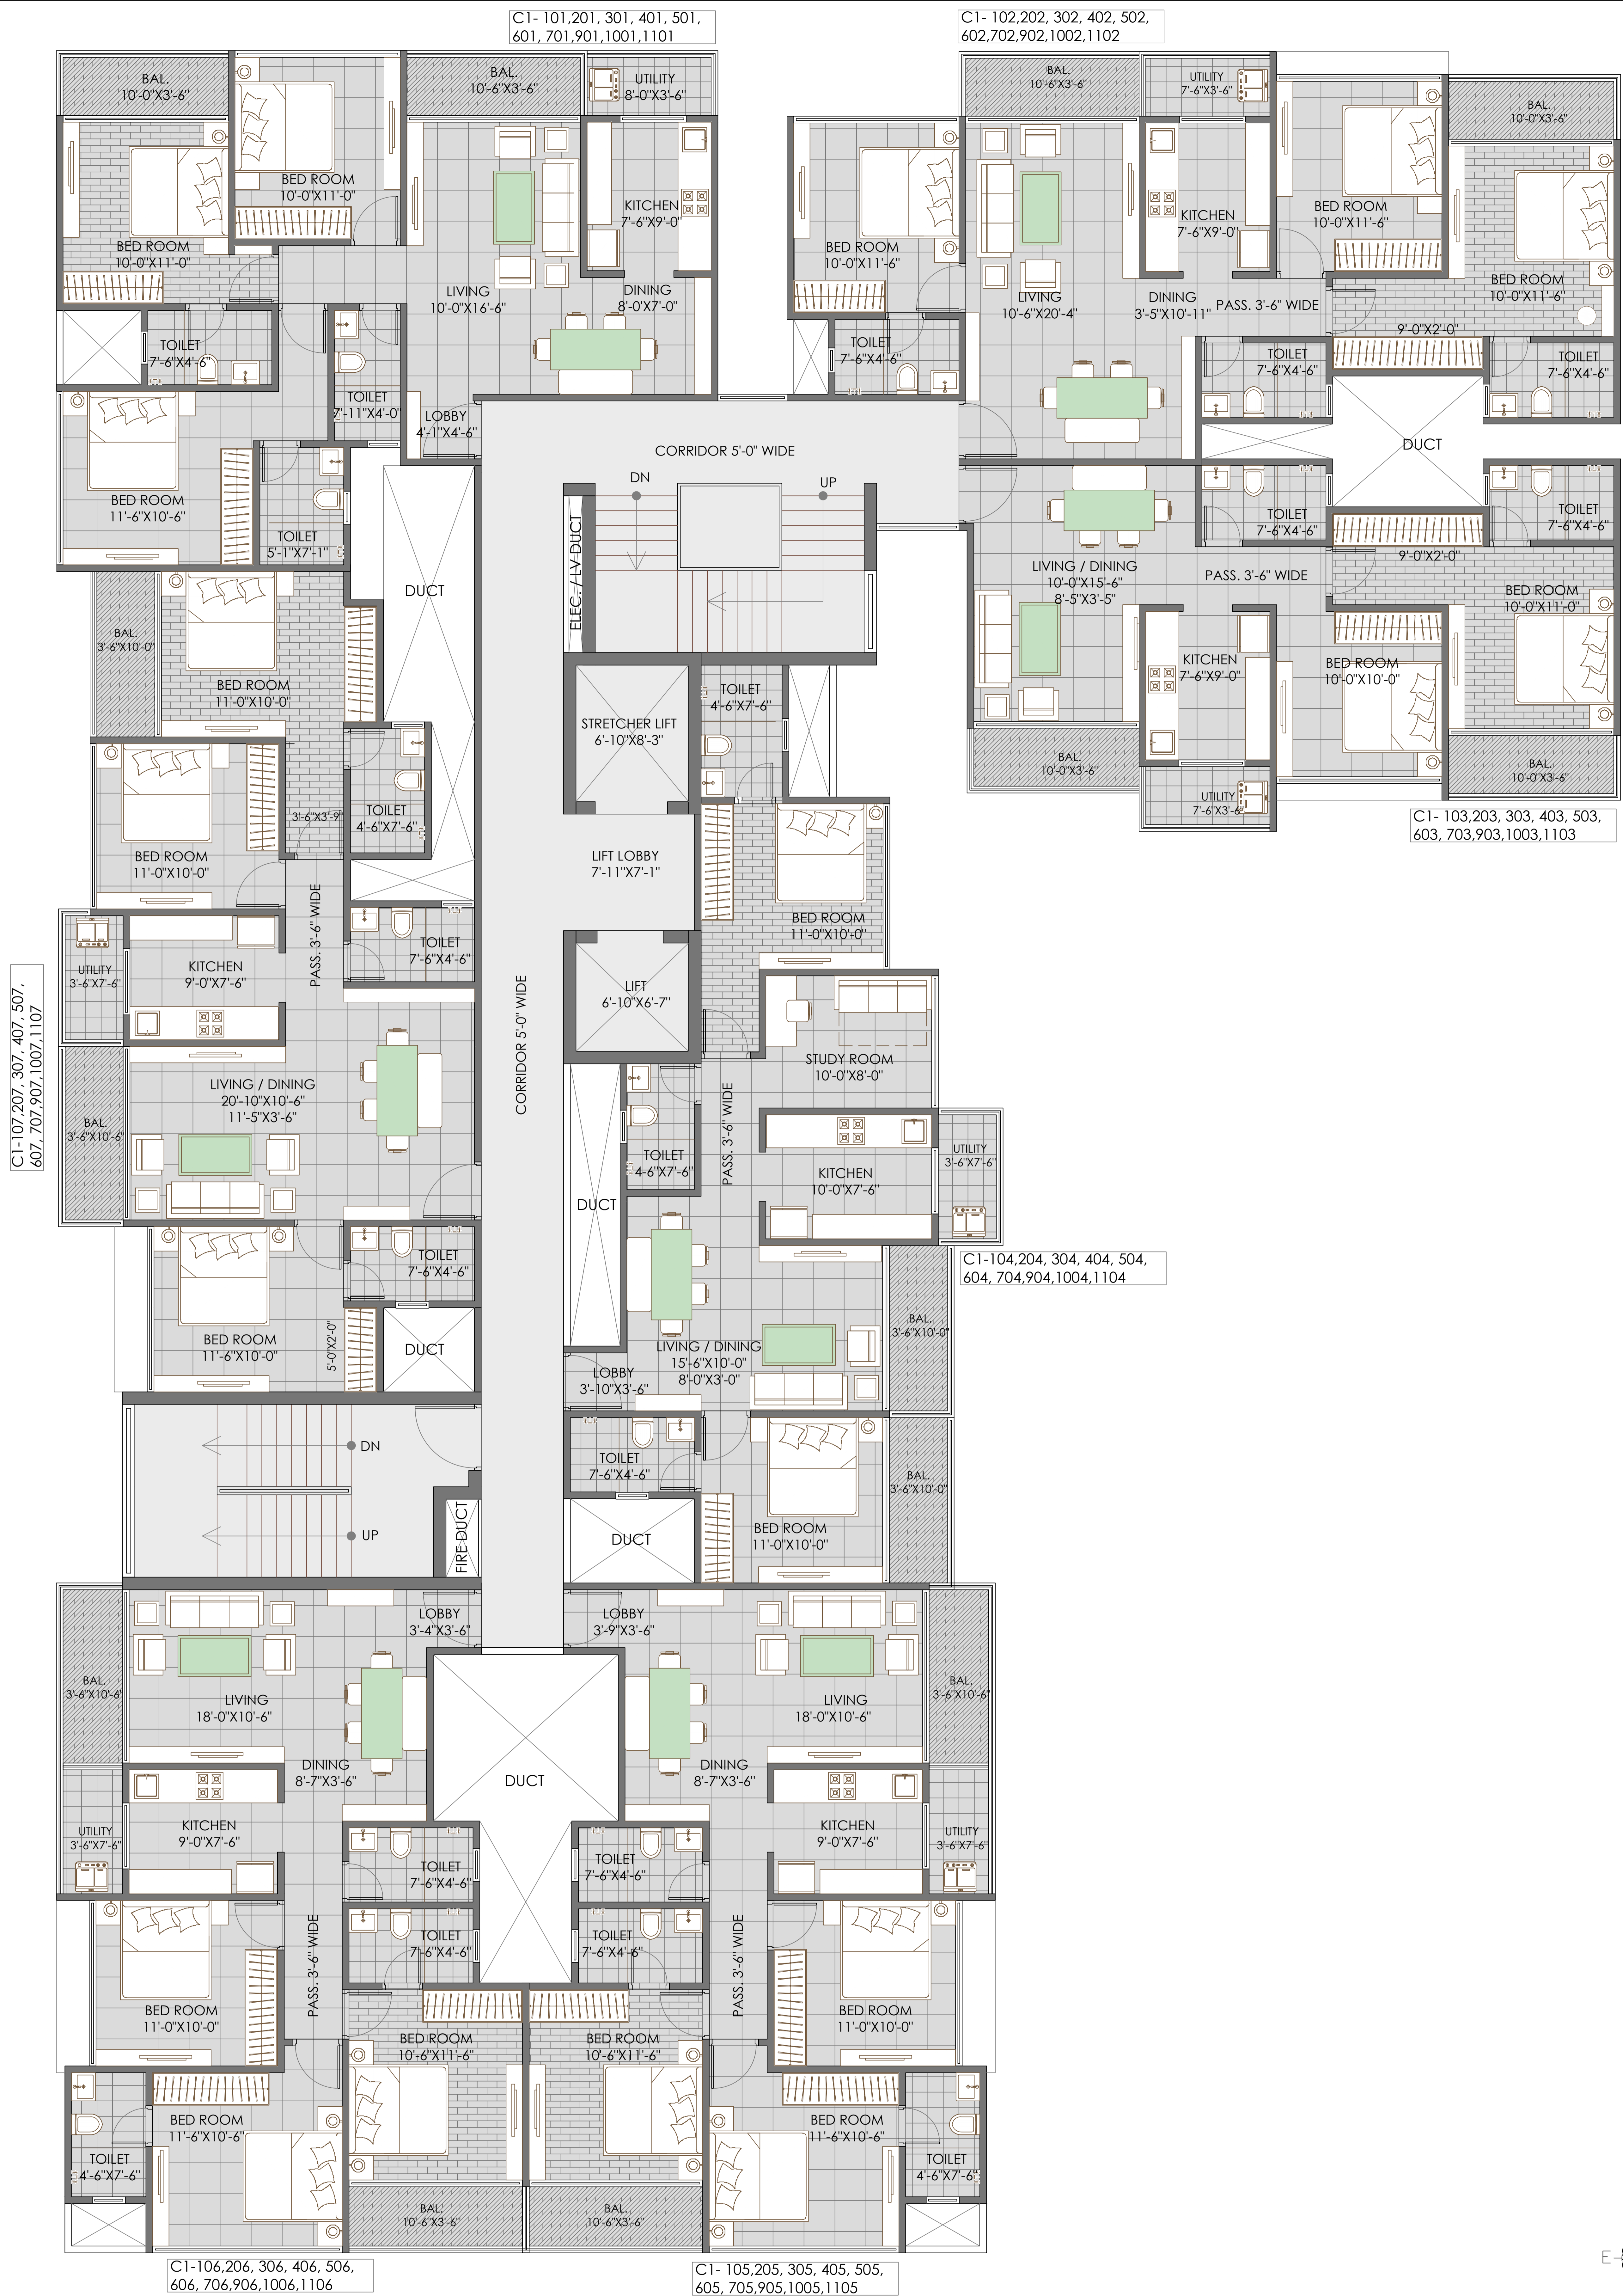 C1- 101,201, 301, 401, 501,
601, 701,901,1001,1101
C1- 102,202, 302, 402, 502,
602,702,902,1002,1102
BAL.
10'-0"X3'-6"
BED ROOM
10'-0"X11'-0"
BAL.
10'-6"X3'-6"
UTILITY
8'-0"X3'-6"
BED ROOM
10'-0"X11'-0"
KITCHEN
7'-6"X9'-0"
LIVING
10'-0"X16'-6"
DINING
8'-0"X7'-0"
TOILET
7'-6"X4'-6"
TOILET
7'-11"X4'-0"
LOBBY
4'-1"X4'-6"
BED ROOM
11'-6"X10'-6"
TOILET
5'-1"X7'-1"
BAL.
10'-6"X3'-6"
UTILITY
7'-6"X3'-6"
BAL.
10'-0"X3'-6"
BED ROOM
10'-0"X11'-6"
KITCHEN
7'-6"X9'-0"
BED ROOM
10'-0"X11'-6"
BED ROOM
10'-0"X11'-6"
LIVING
10'-6"X20'-4"
DINING
3'-5"X10'-11"
PASS. 3'-6" WIDE
9'-0"X2'-0"
TOILET
7'-6"X4'-6"
TOILET
7'-6"X4'-6"
TOILET
7'-6"X4'-6"
DUCT
CORRIDOR 5'-0" WIDE
DN
UP
ELEC. / LV DUCT
DUCT
TOILET
7'-6"X4'-6"
TOILET
7'-6"X4'-6"
9'-0"X2'-0"
LIVING / DINING
10'-0"X15'-6"
8'-5"X3'-5"
PASS. 3'-6" WIDE
BED ROOM
10'-0"X11'-0"
KITCHEN
7'-6"X9'-0"
BED ROOM
10'-0"X10'-0"
BAL.
10'-0"X3'-6"
UTILITY
7'-6"X3'-6"
BAL.
10'-0"X3'-6"
C1- 103,203, 303, 403, 503,
603, 703,903,1003,1103
BAL.
3'-6"X10'-0"
BED ROOM
11'-0"X10'-0"
STRETCHER LIFT
6'-10"X8'-3"
TOILET
4'-6"X7'-6"
TOILET
4'-6"X7'-6"
3'-6"X3'-9"
BED ROOM
11'-0"X10'-0"
LIFT LOBBY
7'-11"X7'-1"
BED ROOM
11'-0"X10'-0"
PASS. 3'-6" WIDE
TOILET
7'-6"X4'-6"
UTILITY
3'-6"X7'-6"
KITCHEN
9'-0"X7'-6"
C1-107,207, 307, 407, 507,
607, 707,907,1007,1107
LIFT
6'-10"X6'-7"
CORRIDOR 5'-0" WIDE
STUDY ROOM
10'-0"X8'-0"
LIVING / DINING
20'-10"X10'-6"
11'-5"X3'-6"
BAL.
3'-6"X10'-6"
PASS. 3'-6" WIDE
TOILET
4-6"X7'-6"
UTILITY
3'-6"X7'-6"
KITCHEN
10'-0"X7'-6"
DUCT
TOILET
7'-6"X4'-6"
C1-104,204, 304, 404, 504,
604, 704,904,1004,1104
BED ROOM
11'-6"X10'-0"
5'-0"X2'-0"
DUCT
BAL.
3'-6"X10'-0"
LIVING / DINING
15'-6"X10'-0"
8'-0"X3'-0"
LOBBY
3'-10"X3'-6"
DN
UP
FIRE DUCT
TOILET
7'-6"X4'-6"
BAL.
3'-6"X10'-0"
DUCT
BED ROOM
11'-0"X10'-0"
LOBBY
3'-4"X3'-6"
LOBBY
3'-9"X3'-6"
BAL.
3'-6"X10'-6"
LIVING
18'-0"X10'-6"
LIVING
18'-0"X10'-6"
BAL.
3'-6"X10'-6"
DINING
8'-7"X3'-6"
DUCT
DINING
8'-7"X3'-6"
UTILITY
3'-6"X7'-6"
KITCHEN
9'-0"X7'-6"
KITCHEN
9'-0"X7'-6"
UTILITY
3'-6"X7'-6"
TOILET
7'-6"X4'-6"
TOILET
7'-6"X4'-6"
TOILET
7'-6"X4'-6"
TOILET
7'-6"X4'-6"
PASS. 3'-6" WIDE
PASS. 3'-6" WIDE
BED ROOM
11'-0"X10'-0"
BED ROOM
11'-0"X10'-0"
BED ROOM
10'-6"X11'-6"
BED ROOM
10'-6"X11'-6"
BED ROOM
11'-6"X10'-6"
BED ROOM
11'-6"X10'-6"
TOILET
4'-6"X7'-6"
TOILET
4'-6"X7'-6"
BAL.
10'-6"X3'-6"
BAL.
10'-6"X3'-6"
C1-106,206, 306, 406, 506,
606, 706,906,1006,1106
C1- 105,205, 305, 405, 505,
605, 705,905,1005,1105
E